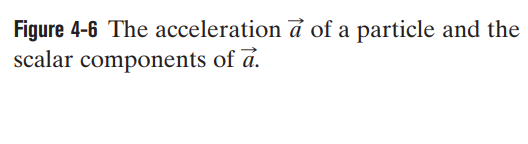 Figure 4-6 The acceleration a⃗ of a particle and the
scalar components of a⃗.